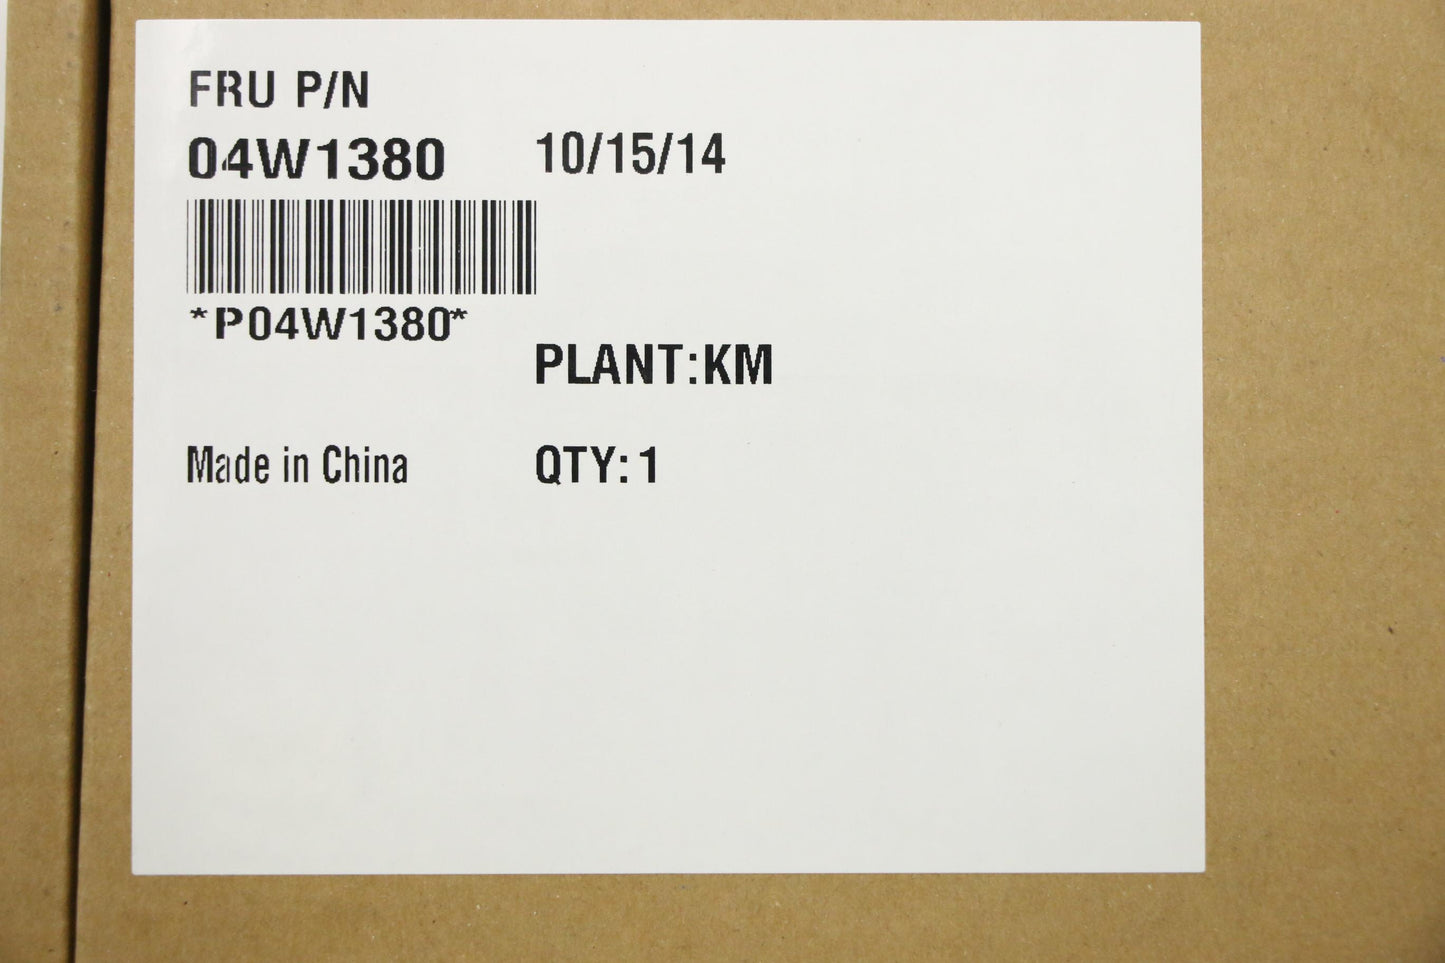 FRU P/N
04W1380 10/15/14
*P04W1380*
PLANT:KM
Made in China QTY: 1